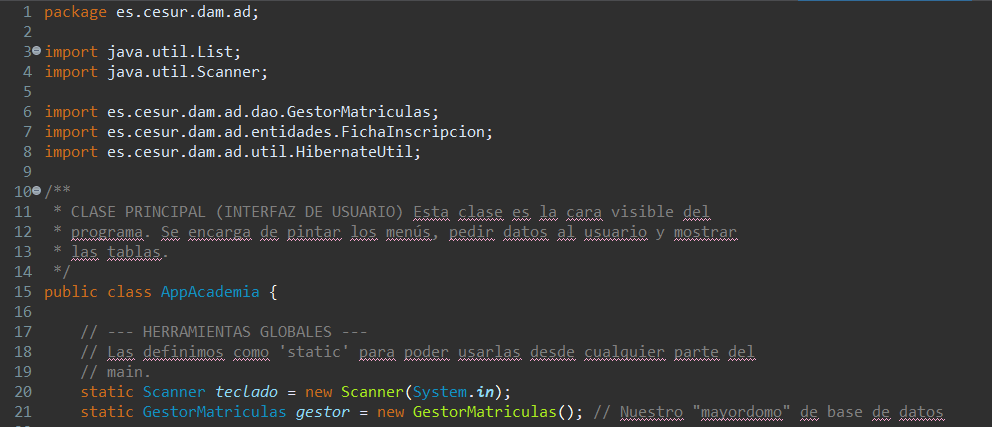 1 package es.cesur.dam.ad;
2
3 import java.util.List;
4 import java.util.Scanner;
5
6 import es.cesur.dam.ad.dao.GestorMatriculas;
7 import es.cesur.dam.ad.entidades.FichaInscripcion;
8 import es.cesur.dam.ad.util.HibernateUtil;
9
10 /**
11  * CLASE PRINCIPAL (INTERFAZ DE USUARIO) Esta clase es la cara visible del
12  * programa. Se encarga de pintar los menús, pedir datos al usuario y mostrar
13  * las tablas.
14  */
15 public class AppAcademia {
16
17     // --- HERRAMIENTAS GLOBALES ---
18     // Las definimos como 'static' para poder usarlas desde cualquier parte del
19     // main.
20     static Scanner teclado = new Scanner(System.in);
21     static GestorMatriculas gestor = new GestorMatriculas(); // Nuestro "mayordomo" de base de datos